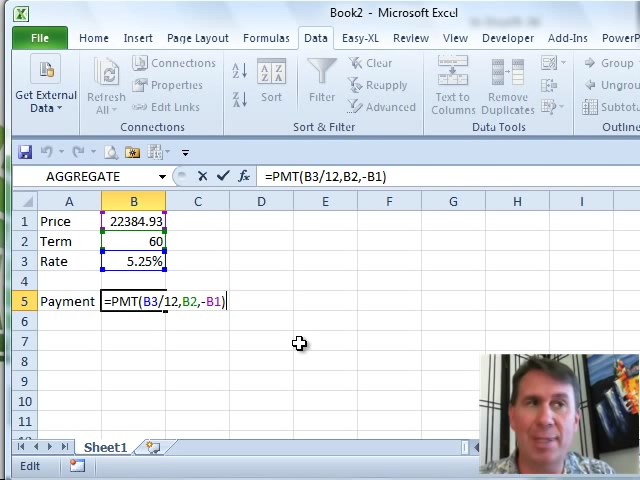 Book2 - Microsoft Excel
File Home Insert Page Layout Formulas Data Easy-XL Review View Developer Add-Ins PowerP
Get External Data
Refresh All
Connections
Properties
Edit Links
Connections
A Z
Z A
A Z Z A
Sort
Filter
Clear
Reapply
Advanced
Sort & Filter
Text to Columns
Remove Duplicates
Data Tools
Group
Ungrou
Subtota
Outline
AGGREGATE fx =PMT(B3/12,B2,-B1)
A B C D E F G H I
1 Price 22384.93
2 Term 60
3 Rate 5.25%
4
5 Payment =PMT(B3/12,B2,-B1)
6
7
8
9
10
11
Sheet1
Edit